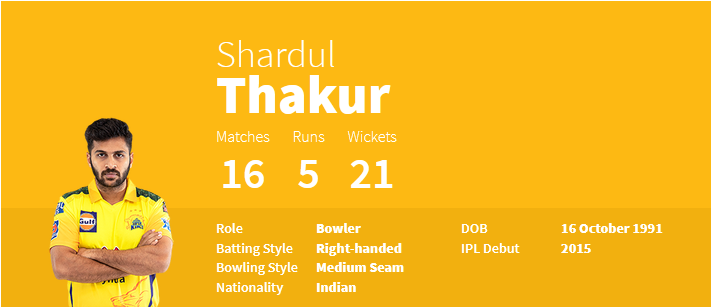 Shardul
Thakur
Matches Runs Wickets
16 5 21
Role Bowler DOB 16 October 1991
Batting Style Right-handed IPL Debut 2015
Bowling Style Medium Seam
Nationality Indian
Gulf